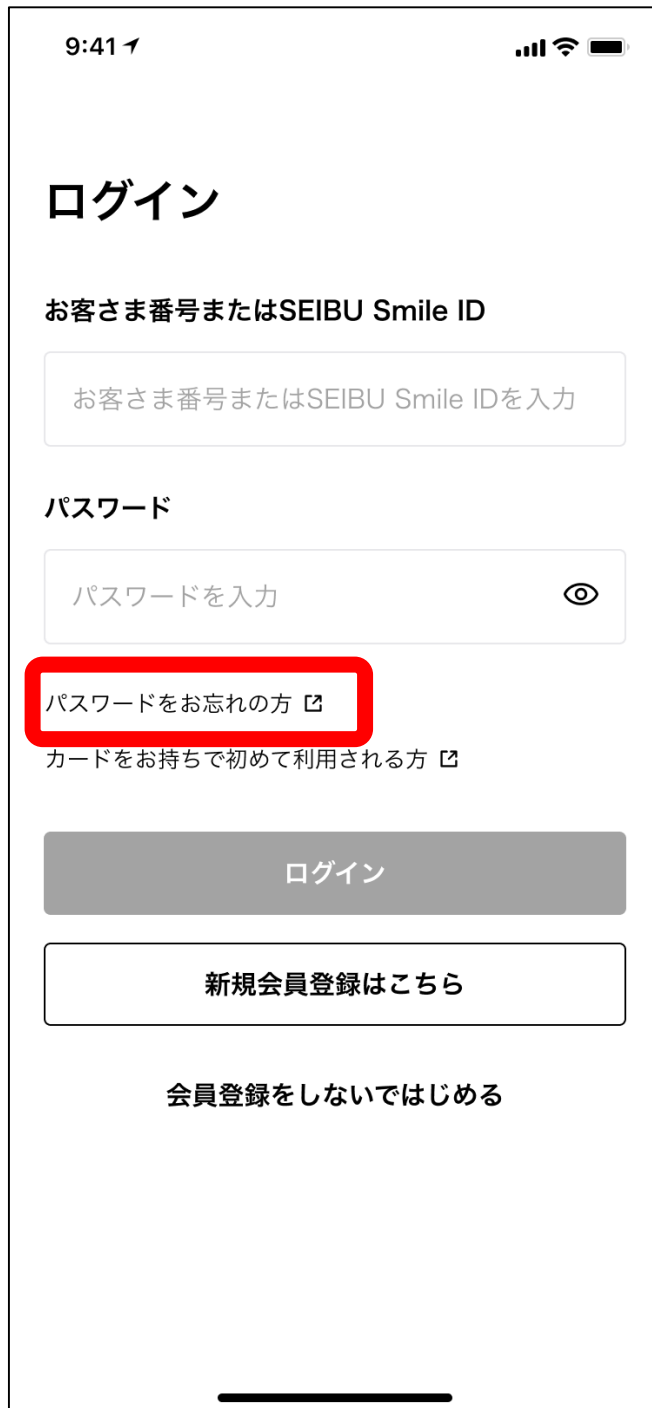 9:41
ログイン
お客さま番号またはSEIBU Smile ID
お客さま番号またはSEIBU Smile IDを入力
パスワード
パスワードを入力
パスワードをお忘れの方
カードをお持ちで初めて利用される方
ログイン
新規会員登録はこちら
会員登録をしないではじめる